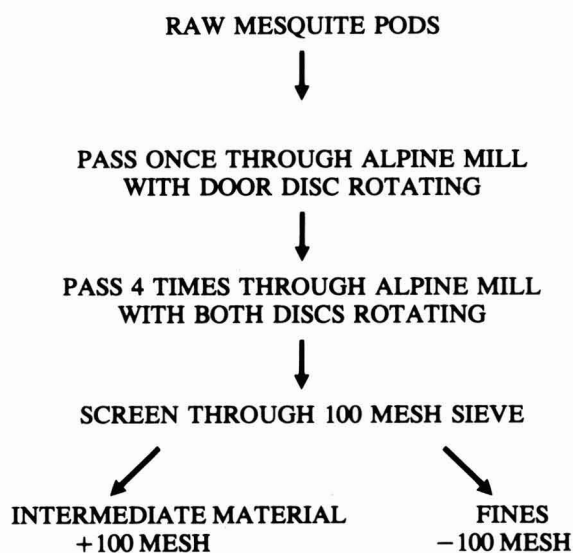 RAW MESQUITE PODS
PASS ONCE THROUGH ALPINE MILL
WITH DOOR DISC ROTATING
PASS 4 TIMES THROUGH ALPINE MILL
WITH BOTH DISCS ROTATING
SCREEN THROUGH 100 MESH SIEVE
INTERMEDIATE MATERIAL
+100 MESH
FINES
−100 MESH